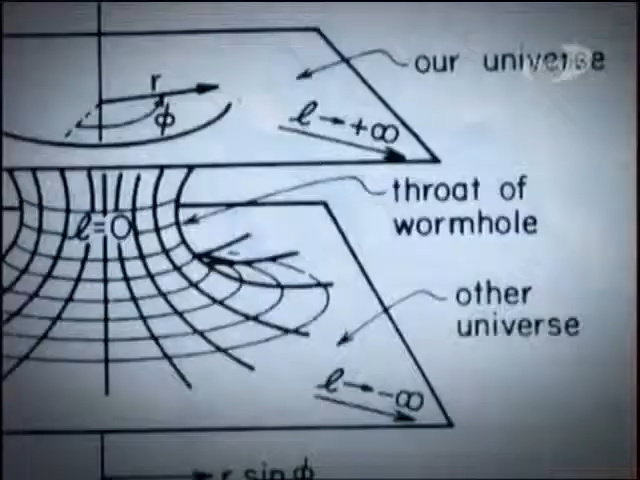 our universe
r
ϕ
ℓ→+∞
throat of
wormhole
ℓ=0
other
universe
ℓ→-∞
r sin ϕ